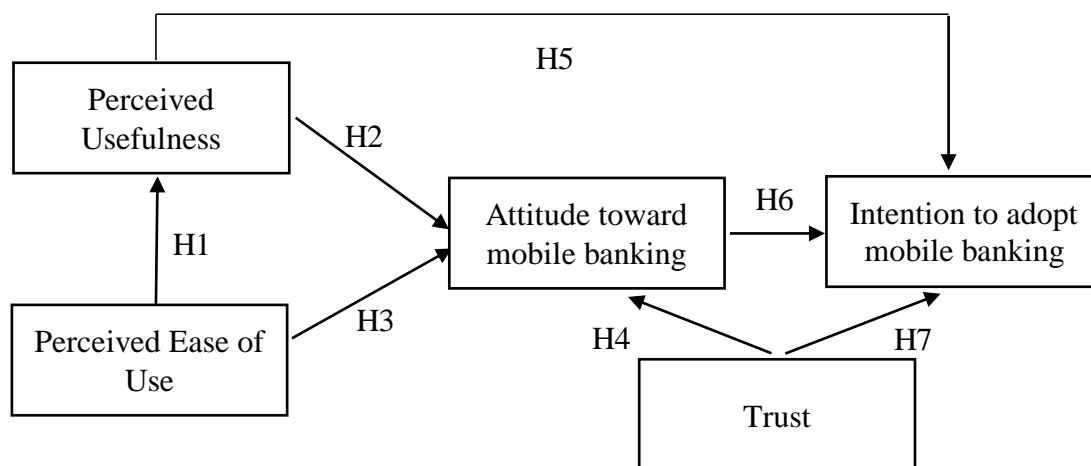 H5
Perceived
Usefulness
H2
Attitude toward
mobile banking
H6
Intention to adopt
mobile banking
H1
Perceived Ease of
Use
H3
H4
H7
Trust